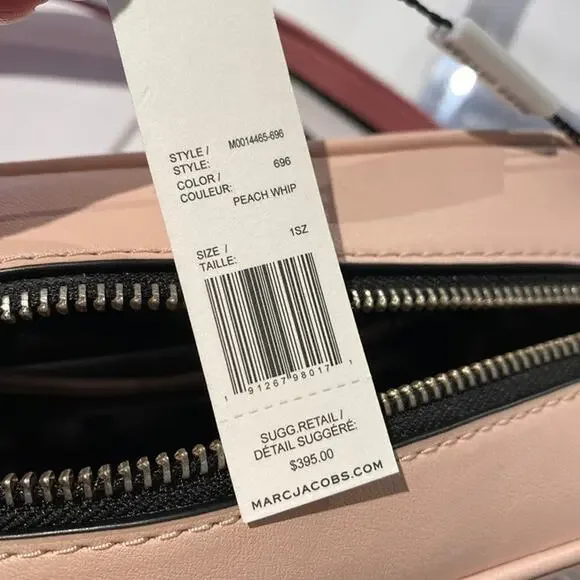 STYLE / M0014465-696
STYLE:
COLOR / 696
COULEUR:
PEACH WHIP
SIZE / 1SZ
TAILLE:
1 91267 98017 1
SUGG.RETAIL /
DÉTAIL SUGGÉRÉ:
$395.00
MARCJACOBS.COM